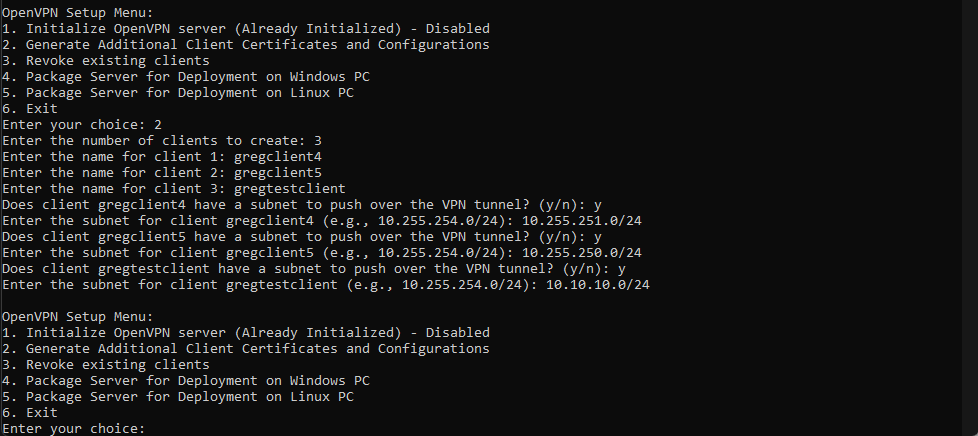 OpenVPN Setup Menu:
1. Initialize OpenVPN server (Already Initialized) - Disabled
2. Generate Additional Client Certificates and Configurations
3. Revoke existing clients
4. Package Server for Deployment on Windows PC
5. Package Server for Deployment on Linux PC
6. Exit
Enter your choice: 2
Enter the number of clients to create: 3
Enter the name for client 1: gregclient4
Enter the name for client 2: gregclient5
Enter the name for client 3: gregtestclient
Does client gregclient4 have a subnet to push over the VPN tunnel? (y/n): y
Enter the subnet for client gregclient4 (e.g., 10.255.254.0/24): 10.255.251.0/24
Does client gregclient5 have a subnet to push over the VPN tunnel? (y/n): y
Enter the subnet for client gregclient5 (e.g., 10.255.254.0/24): 10.255.250.0/24
Does client gregtestclient have a subnet to push over the VPN tunnel? (y/n): y
Enter the subnet for client gregtestclient (e.g., 10.255.254.0/24): 10.10.10.0/24

OpenVPN Setup Menu:
1. Initialize OpenVPN server (Already Initialized) - Disabled
2. Generate Additional Client Certificates and Configurations
3. Revoke existing clients
4. Package Server for Deployment on Windows PC
5. Package Server for Deployment on Linux PC
6. Exit
Enter your choice: